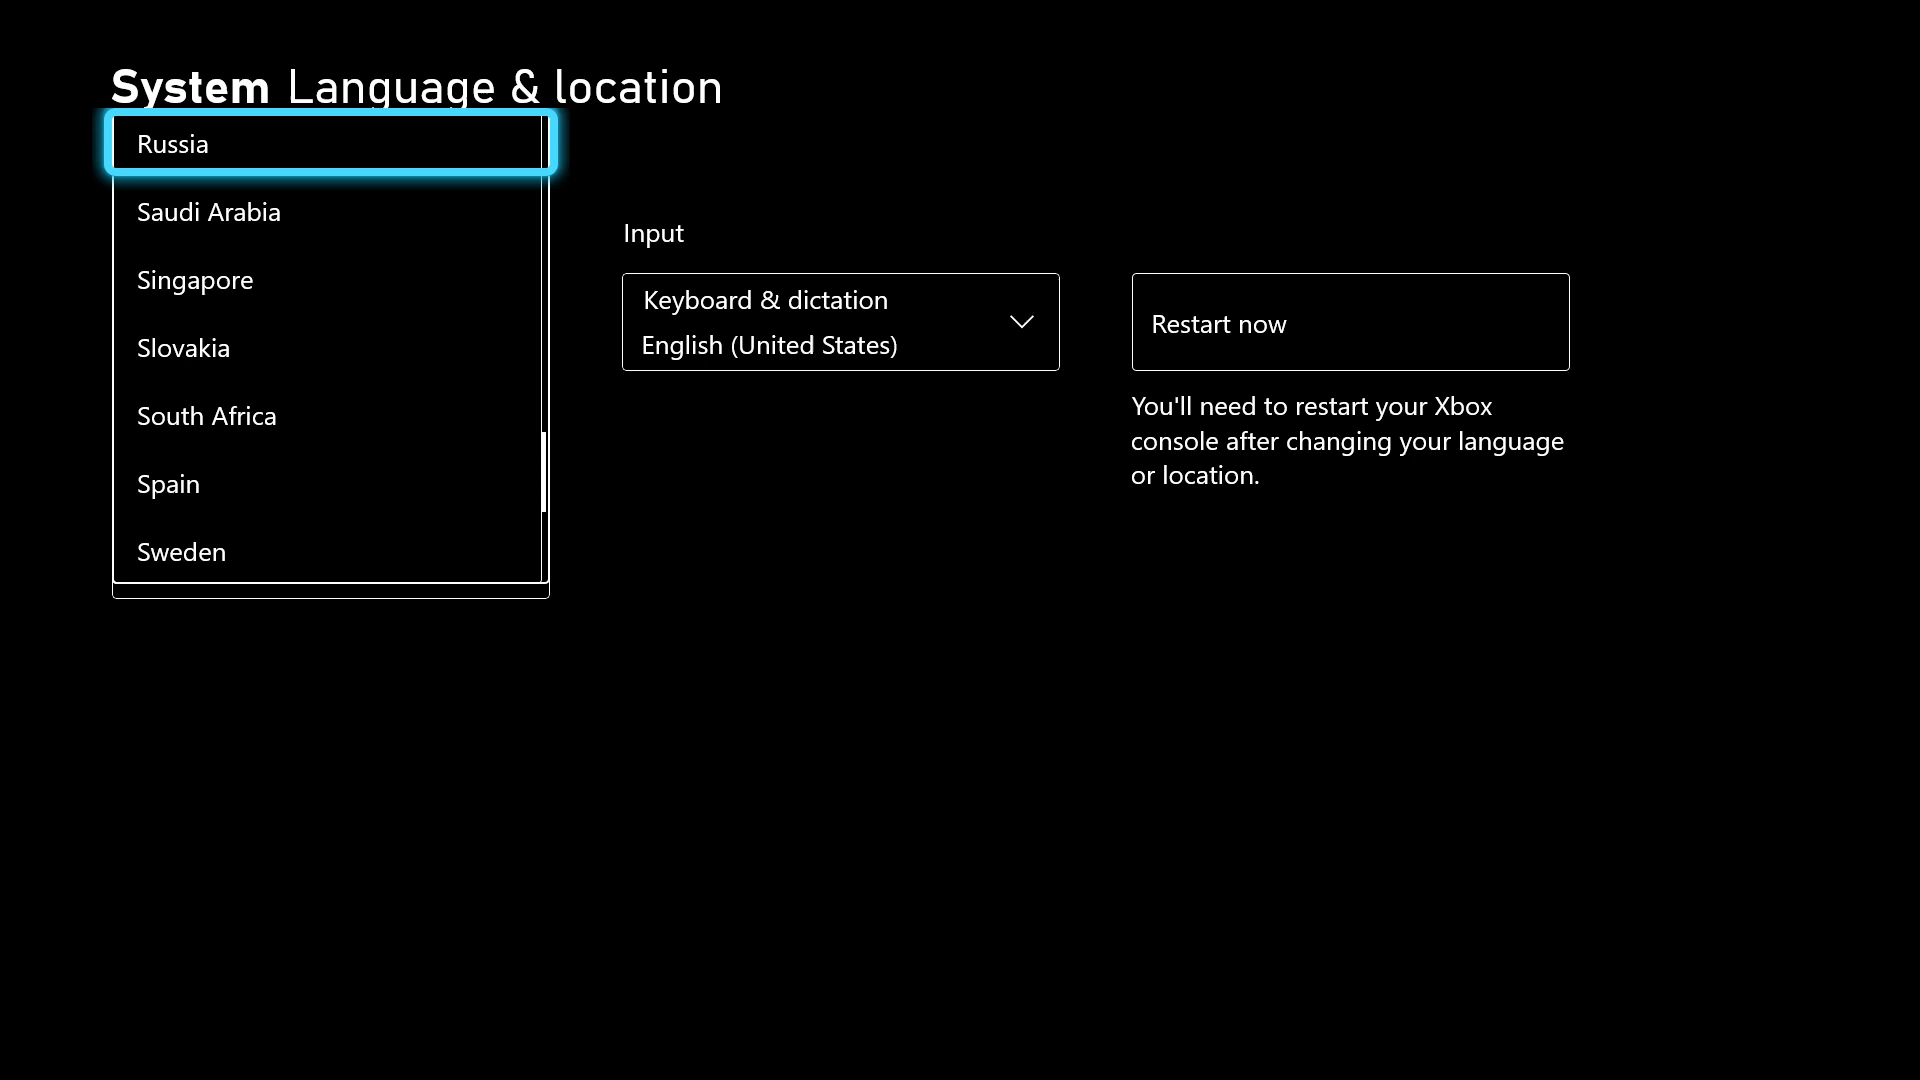 System Language & location
Russia
Saudi Arabia
Singapore
Slovakia
South Africa
Spain
Sweden
Input
Keyboard & dictation
English (United States)
Restart now
You'll need to restart your Xbox
console after changing your language
or location.